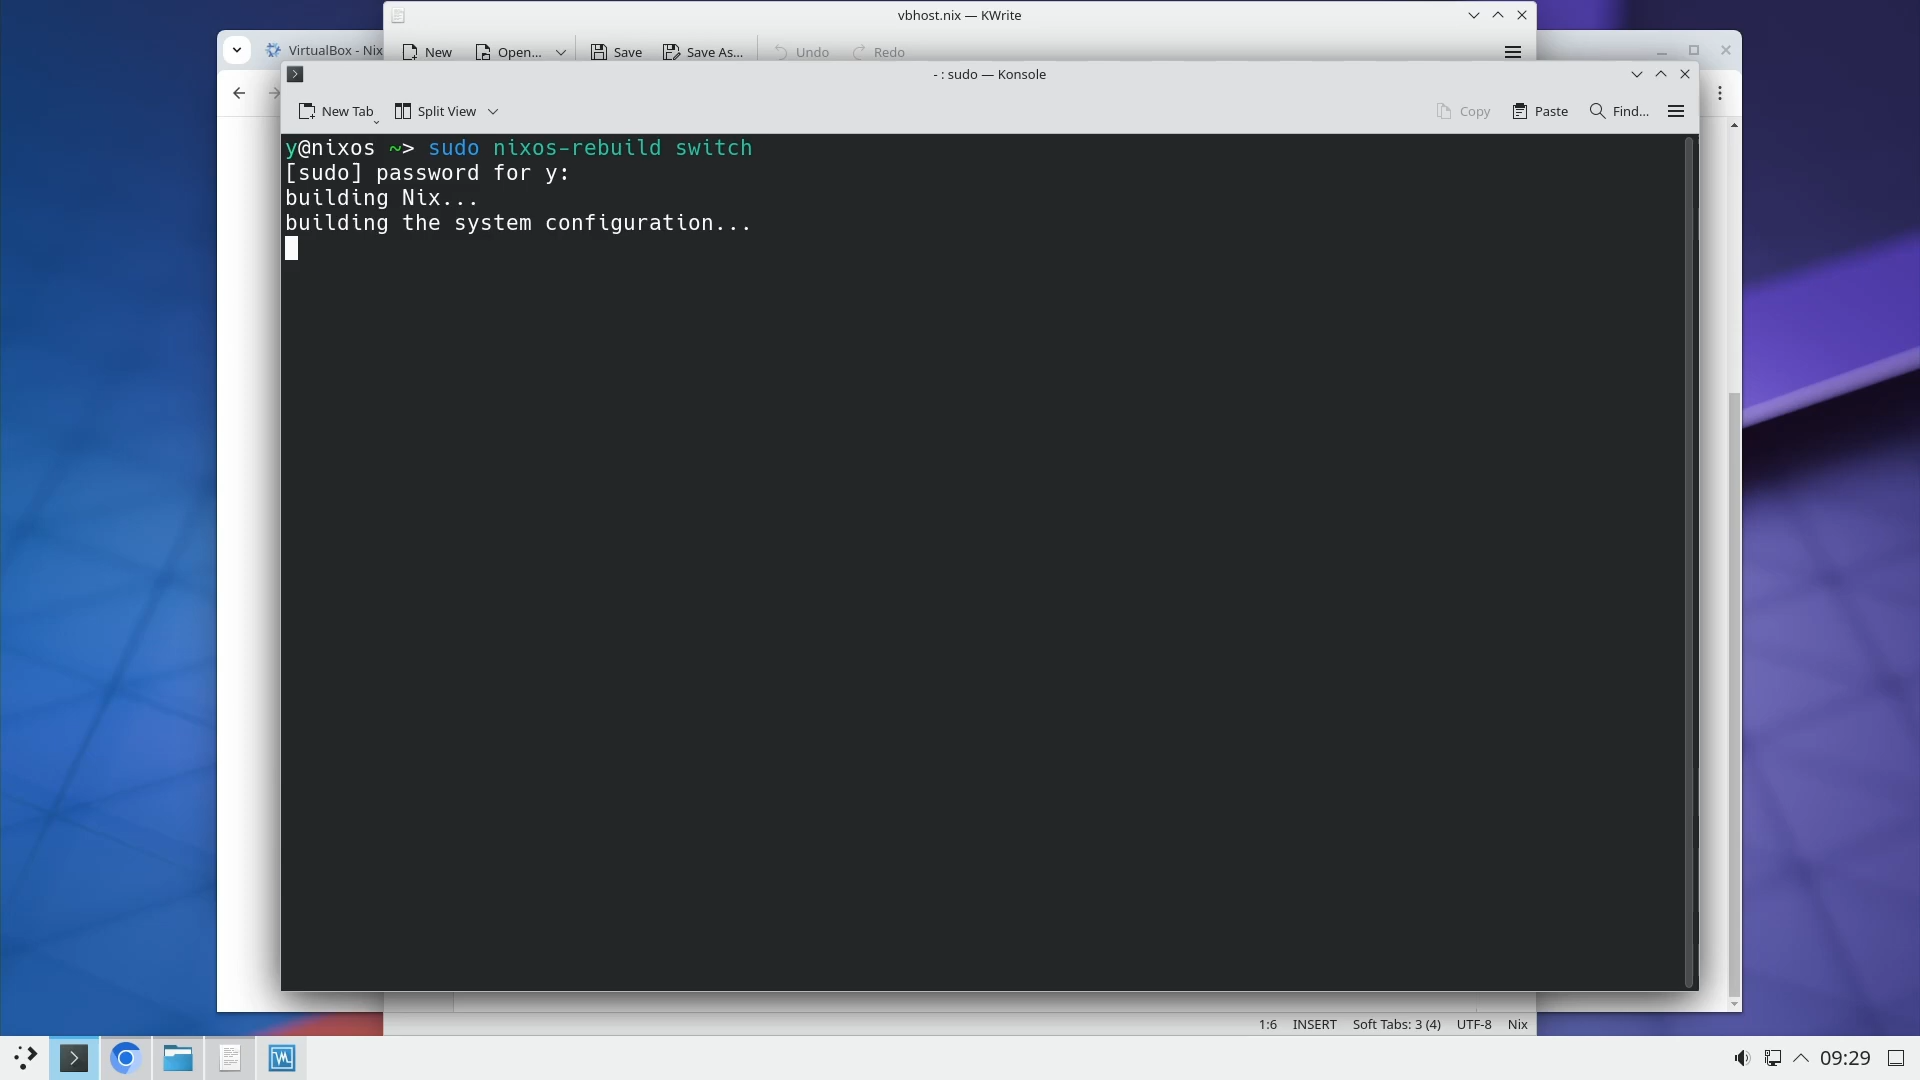 vbhost.nix — KWrite
VirtualBox - Nix
New Open... Save Save As... Undo Redo
- : sudo — Konsole
New Tab Split View Copy Paste Find...
y@nixos ~> sudo nixos-rebuild switch
[sudo] password for y:
building Nix...
building the system configuration...
1:6 INSERT Soft Tabs: 3 (4) UTF-8 Nix
09:29